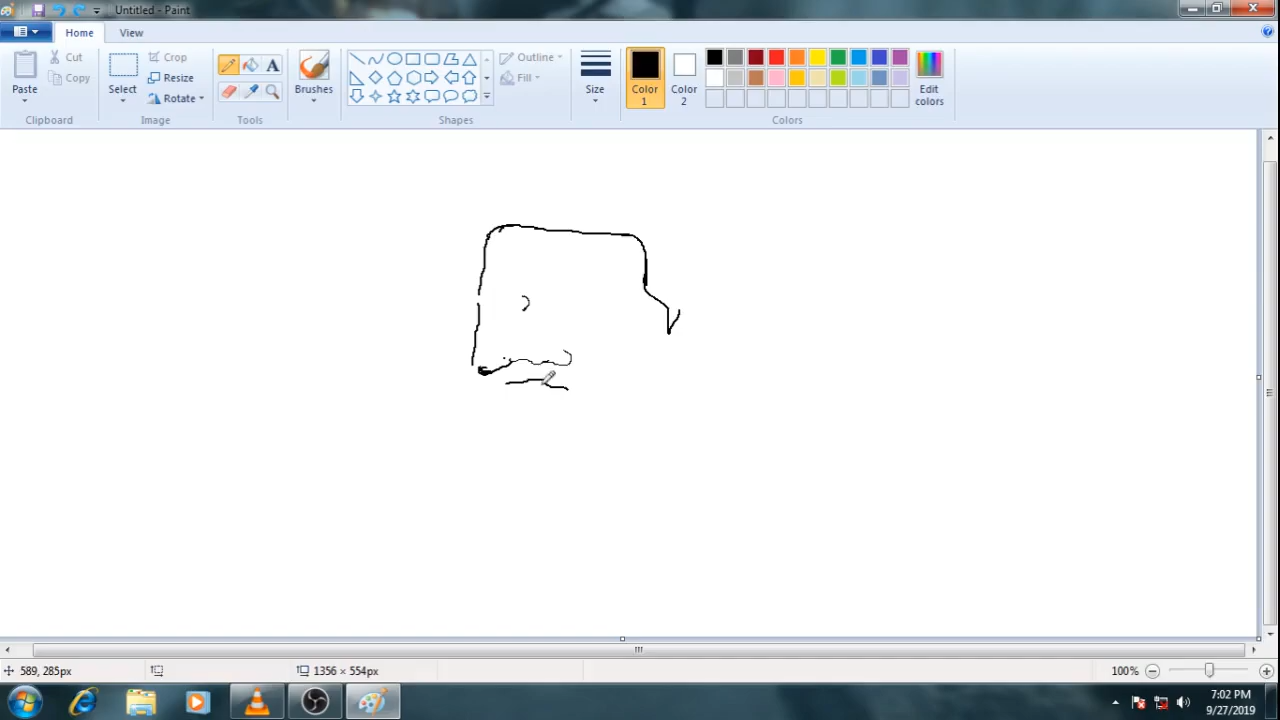 Untitled - Paint
Home
View
Paste
Cut
Copy
Clipboard
Select
Crop
Resize
Rotate
Image
A
Tools
Brushes
Outline
Fill
Shapes
Size
Color
1
Color
2
Edit
colors
Colors
589, 285px
1356 × 554px
100%
7:02 PM
9/27/2019